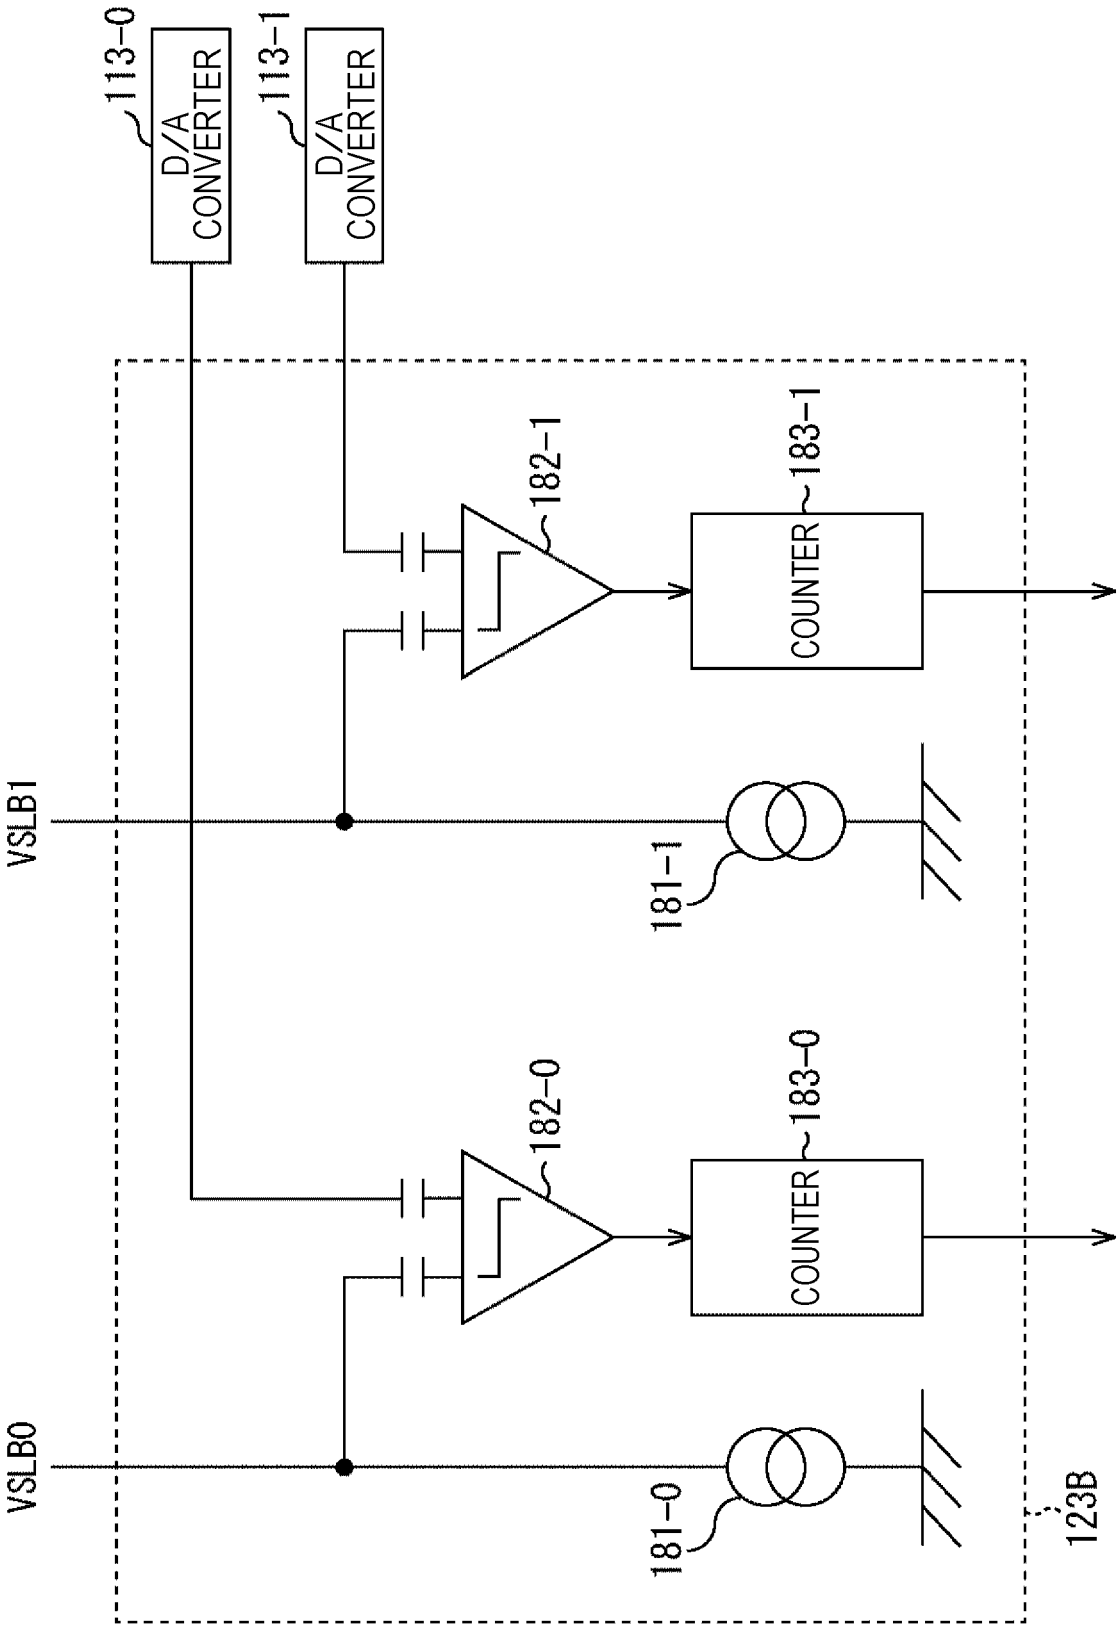 VSLB0
VSLB1
D/A
CONVERTER
113-0
D/A
CONVERTER
113-1
182-0
182-1
181-0
COUNTER
183-0
181-1
COUNTER
183-1
123B